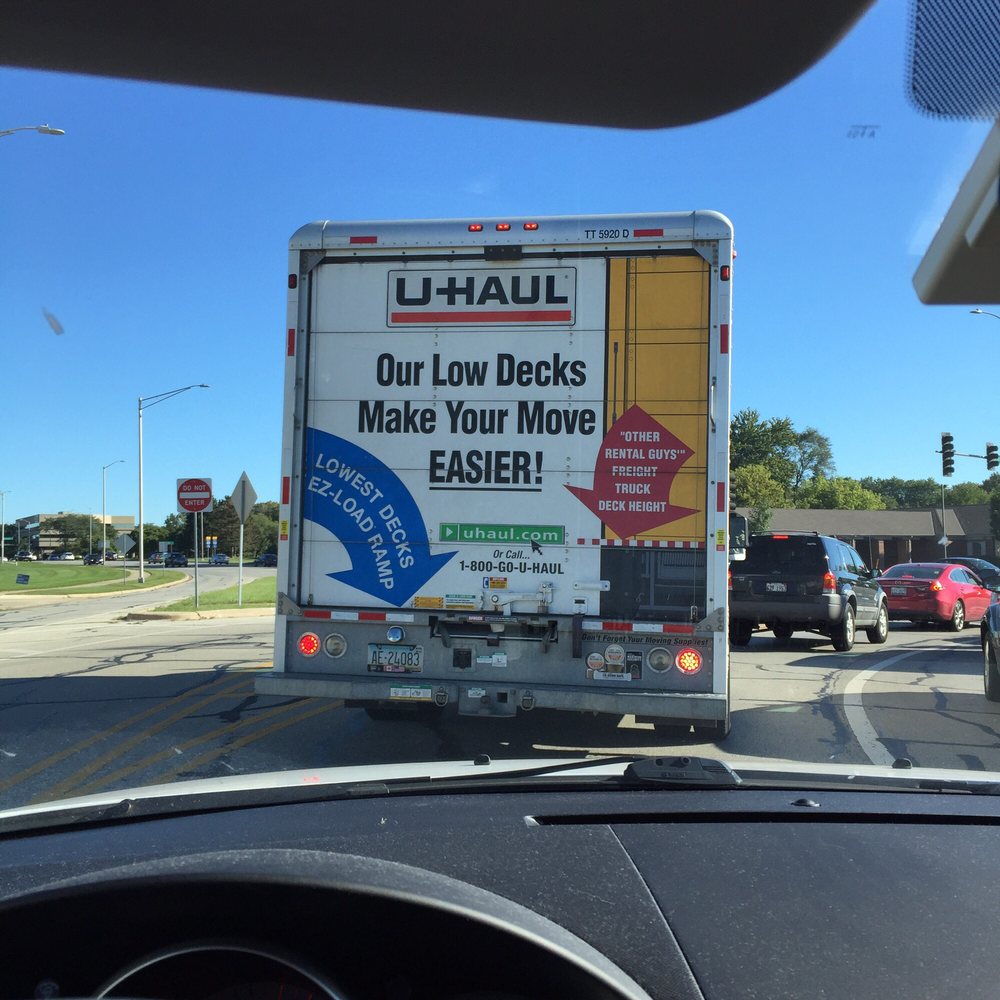 TT 5920 D
U-HAUL
Our Low Decks
Make Your Move
EASIER!
LOWEST DECKS
EZ-LOAD RAMP
"OTHER
RENTAL GUYS'"
FREIGHT
TRUCK
DECK HEIGHT
uhaul.com
Or Call...
1-800-GO-U-HAUL
Don't Forget Your Moving Supplies!
AE-24083
DO NOT
ENTER